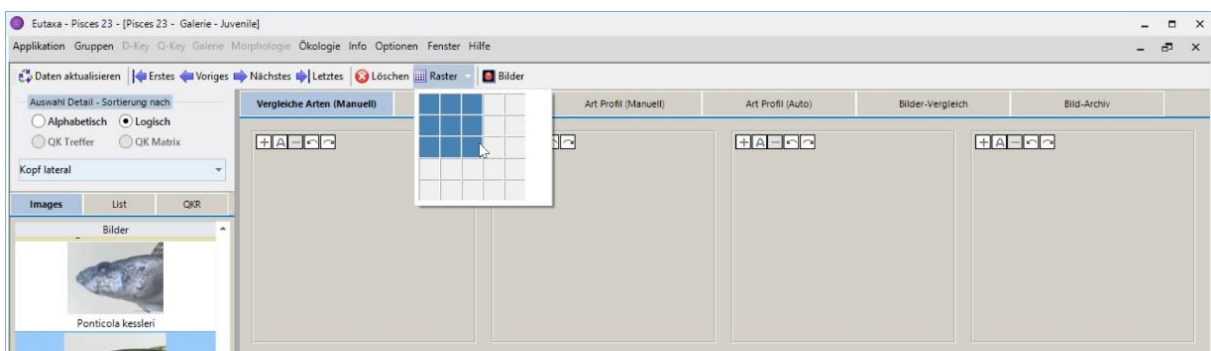 Eutaxa - Pisces 23 - [Pisces 23 - Galerie - Juvenile]
Applikation Gruppen D-Key Q-Key Galerie Morphologie Ökologie Info Optionen Fenster Hilfe
Daten aktualisieren Erstes Voriges Nächstes Letztes Löschen Raster Bilder
Auswahl Detail - Sortierung nach
Alphabetisch Logisch
QK Treffer QK Matrix
Kopf lateral
Images List QKR
Bilder
Ponticola kessleri
Vergleiche Arten (Manuell) Art Profil (Manuell) Art Profil (Auto) Bilder-Vergleich Bild-Archiv
A A A